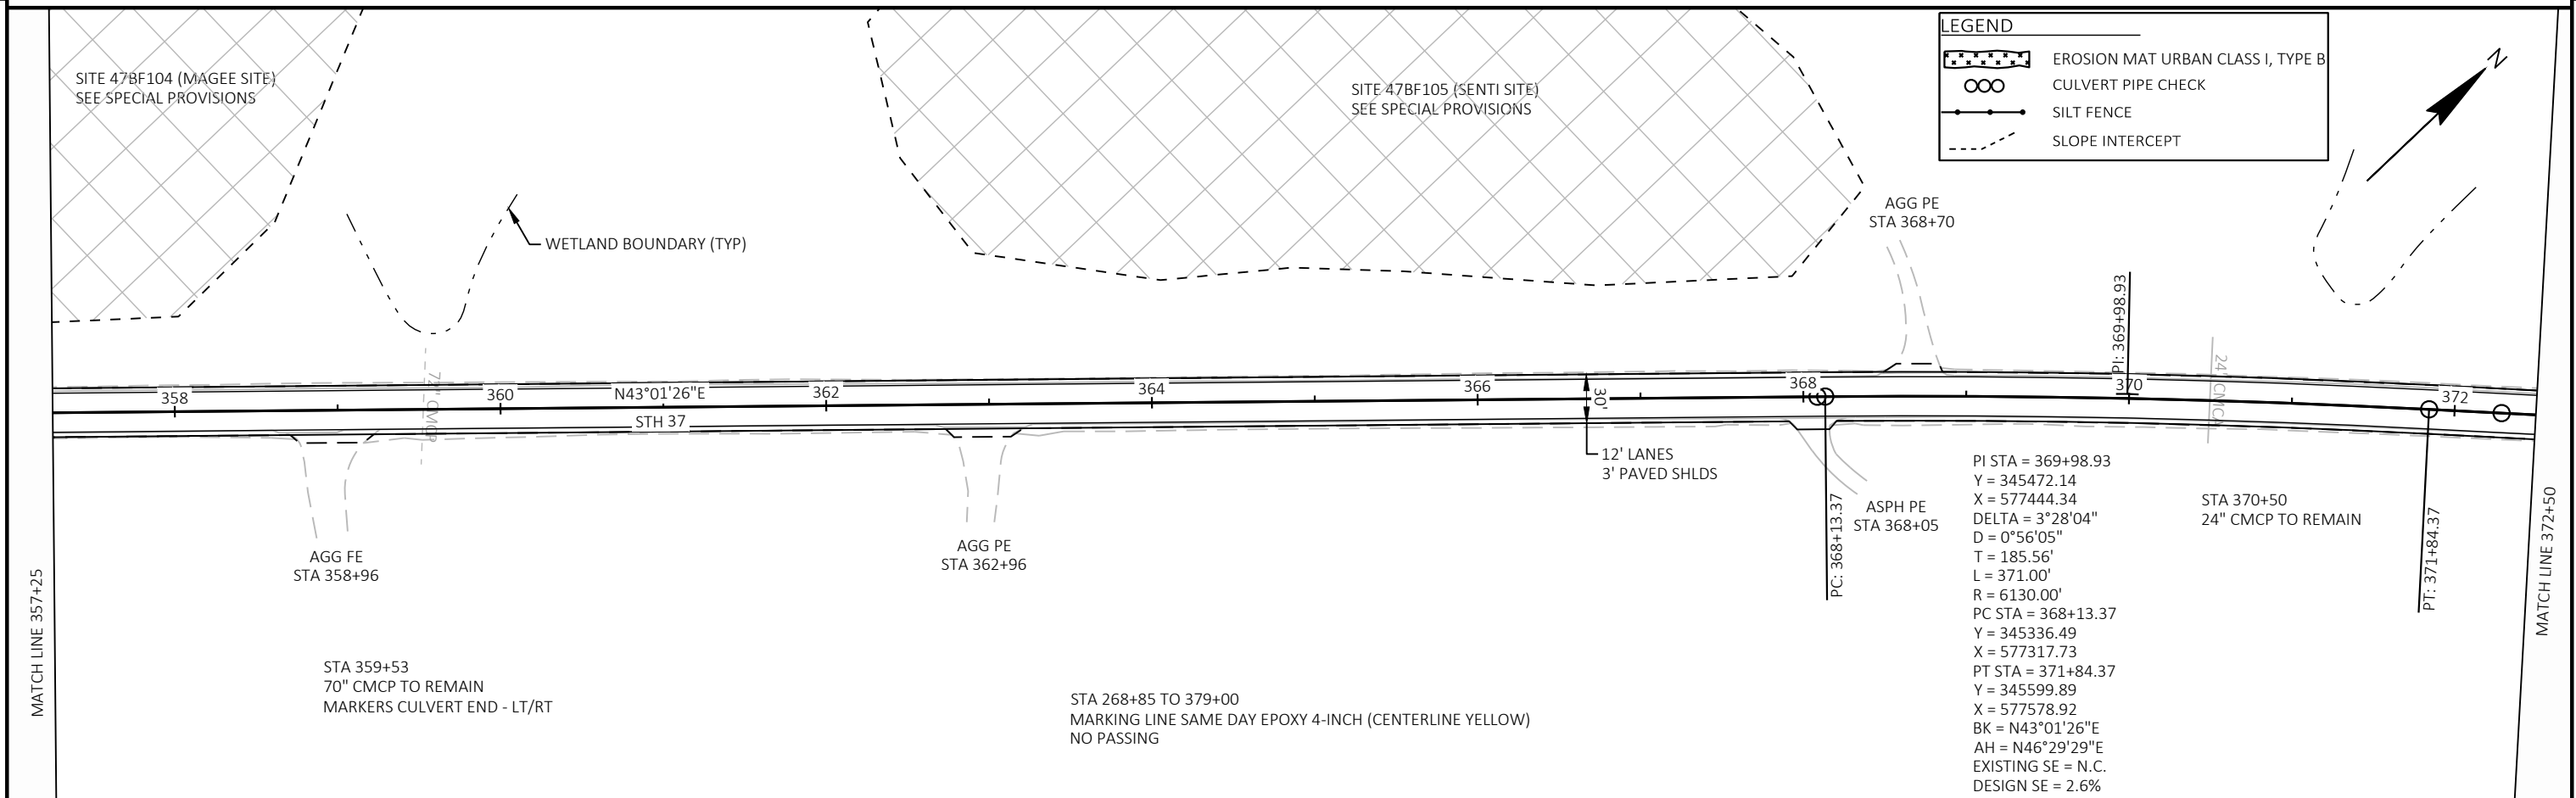 SITE 47BF104 (MAGEE SITE)
SEE SPECIAL PROVISIONS
SITE 47BF105 (SENTI SITE)
SEE SPECIAL PROVISIONS
LEGEND
EROSION MAT URBAN CLASS I, TYPE B
CULVERT PIPE CHECK
SILT FENCE
SLOPE INTERCEPT
N
WETLAND BOUNDARY (TYP)
AGG PE
STA 368+70
PI: 369+98.93
358
360
N43°01'26"E
362
364
366
368
370
372
72" CMCP
STH 37
30'
24" CMCP
12' LANES
3' PAVED SHLDS
AGG FE
STA 358+96
AGG PE
STA 362+96
PC: 368+13.37
ASPH PE
STA 368+05
PI STA = 369+98.93
Y = 345472.14
X = 577444.34
DELTA = 3°28'04"
D = 0°56'05"
T = 185.56'
L = 371.00'
R = 6130.00'
PC STA = 368+13.37
Y = 345336.49
X = 577317.73
PT STA = 371+84.37
Y = 345599.89
X = 577578.92
BK = N43°01'26"E
AH = N46°29'29"E
EXISTING SE = N.C.
DESIGN SE = 2.6%
STA 370+50
24" CMCP TO REMAIN
PT: 371+84.37
MATCH LINE 357+25
MATCH LINE 372+50
STA 359+53
70" CMCP TO REMAIN
MARKERS CULVERT END - LT/RT
STA 268+85 TO 379+00
MARKING LINE SAME DAY EPOXY 4-INCH (CENTERLINE YELLOW)
NO PASSING